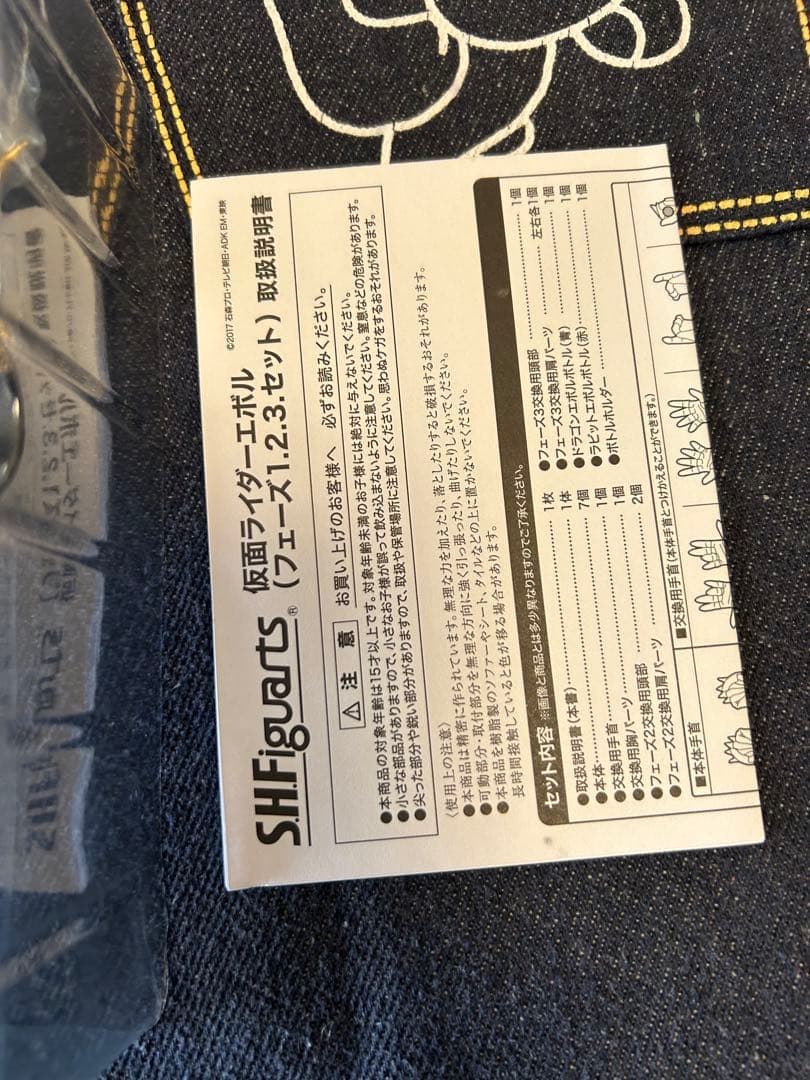 ©2017 石森プロ・テレビ朝日・ADK EM・東映
S.H.Figuarts® 仮面ライダーエボル
(フェーズ1.2.3.セット) 取扱説明書
⚠ 注 意 お買い上げのお客様へ 必ずお読みください。
●本商品の対象年齢は15才以上です。対象年齢未満のお子様には絶対に与えないでください。
●小さな部品がありますので、小さなお子様が誤って飲み込まないように注意してください。窒息などの危険があります。
●尖った部分や鋭い部分がありますので、取扱や保管場所に注意してください。思わぬケガをするおそれがあります。
〈使用上の注意〉
●本商品は精密に作られています。無理な力を加えたり、落としたりすると破損するおそれがあります。
●可動部分・取付部分を無理な方向に強く引っ張ったり、曲げたりしないでください。
●本商品を樹脂製のソファーやシート、タイルなどの上に置かないでください。
長時間接触していると色が移る場合があります。
セット内容 ※画像と商品とは多少異なりますのでご了承ください。
●取扱説明書(本書) 1枚
●本体 1体
●交換用手首 7個
●交換用胸パーツ 1個
●フェーズ2交換用頭部 1個
●フェーズ2交換用肩パーツ 2個
●フェーズ3交換用頭部 1個
●フェーズ3交換用肩パーツ 左右各1個
●ドラゴンエボルボトル(青) 1個
●ラビットエボルボトル(赤) 1個
●ボトルホルダー 1個
■本体手首
■交換用手首(本体手首とつけかえることができます。)